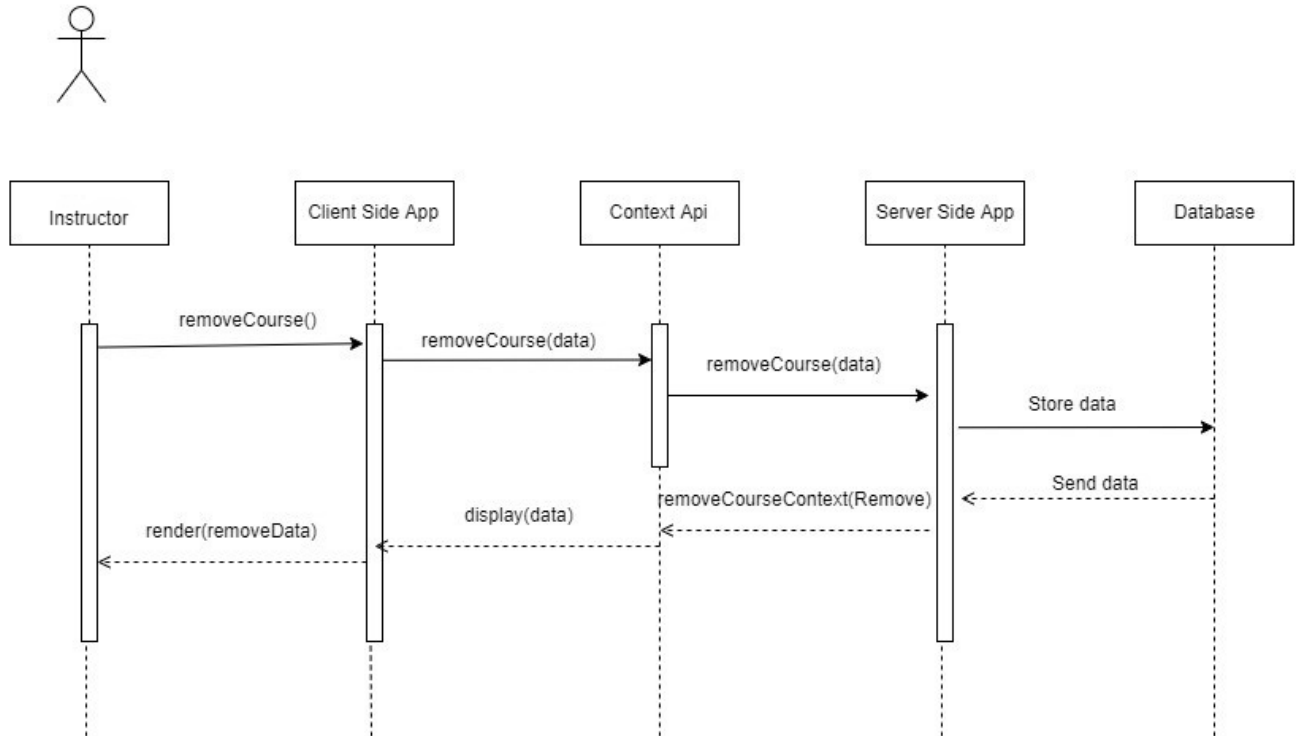 Instructor
Client Side App
Context Api
Server Side App
Database
removeCourse()
removeCourse(data)
removeCourse(data)
Store data
Send data
removeCourseContext(Remove)
display(data)
render(removeData)